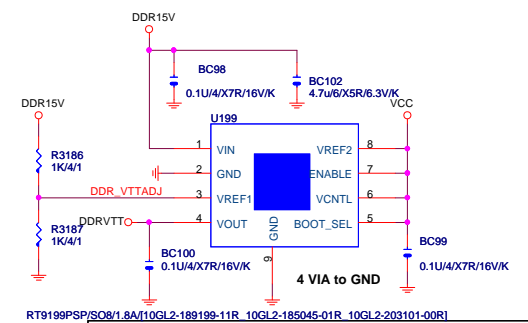 DDR15V
BC98
0.1U/4/X7R/16V/K
BC102
4.7u/6/X5R/6.3V/K
DDR15V
VCC
U199
R3186
1K/4/1
1 VIN VREF2 8
2 GND ENABLE 7
DDR_VTTADJ 3 VREF1 VCNTL 6
R3187
1K/4/1
DDRVTT 4 VOUT BOOT_SEL 5
GND
9
BC100
0.1U/4/X7R/16V/K
BC99
0.1U/4/X7R/16V/K
4 VIA to GND
RT9199PSP/SO8/1.8A/[10GL2-189199-11R_10GL2-185045-01R_10GL2-203101-00R]